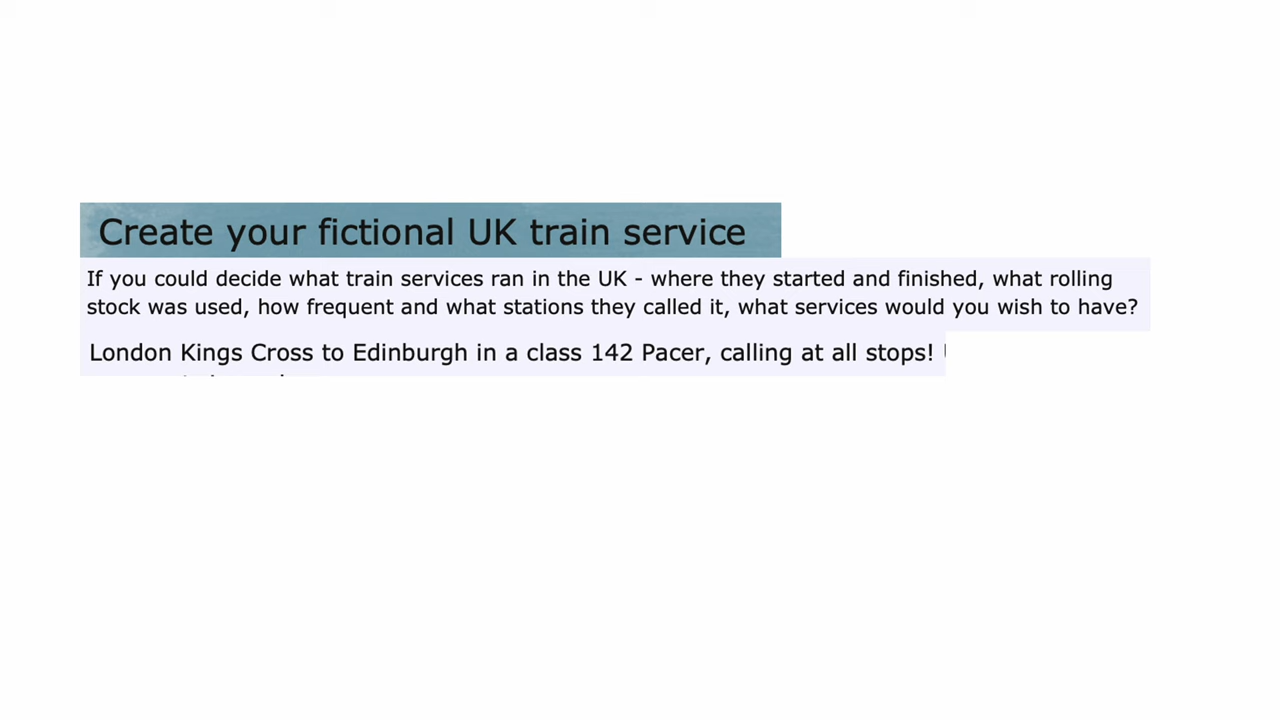 Create your fictional UK train service
If you could decide what train services ran in the UK - where they started and finished, what rolling
stock was used, how frequent and what stations they called it, what services would you wish to have?
London Kings Cross to Edinburgh in a class 142 Pacer, calling at all stops!